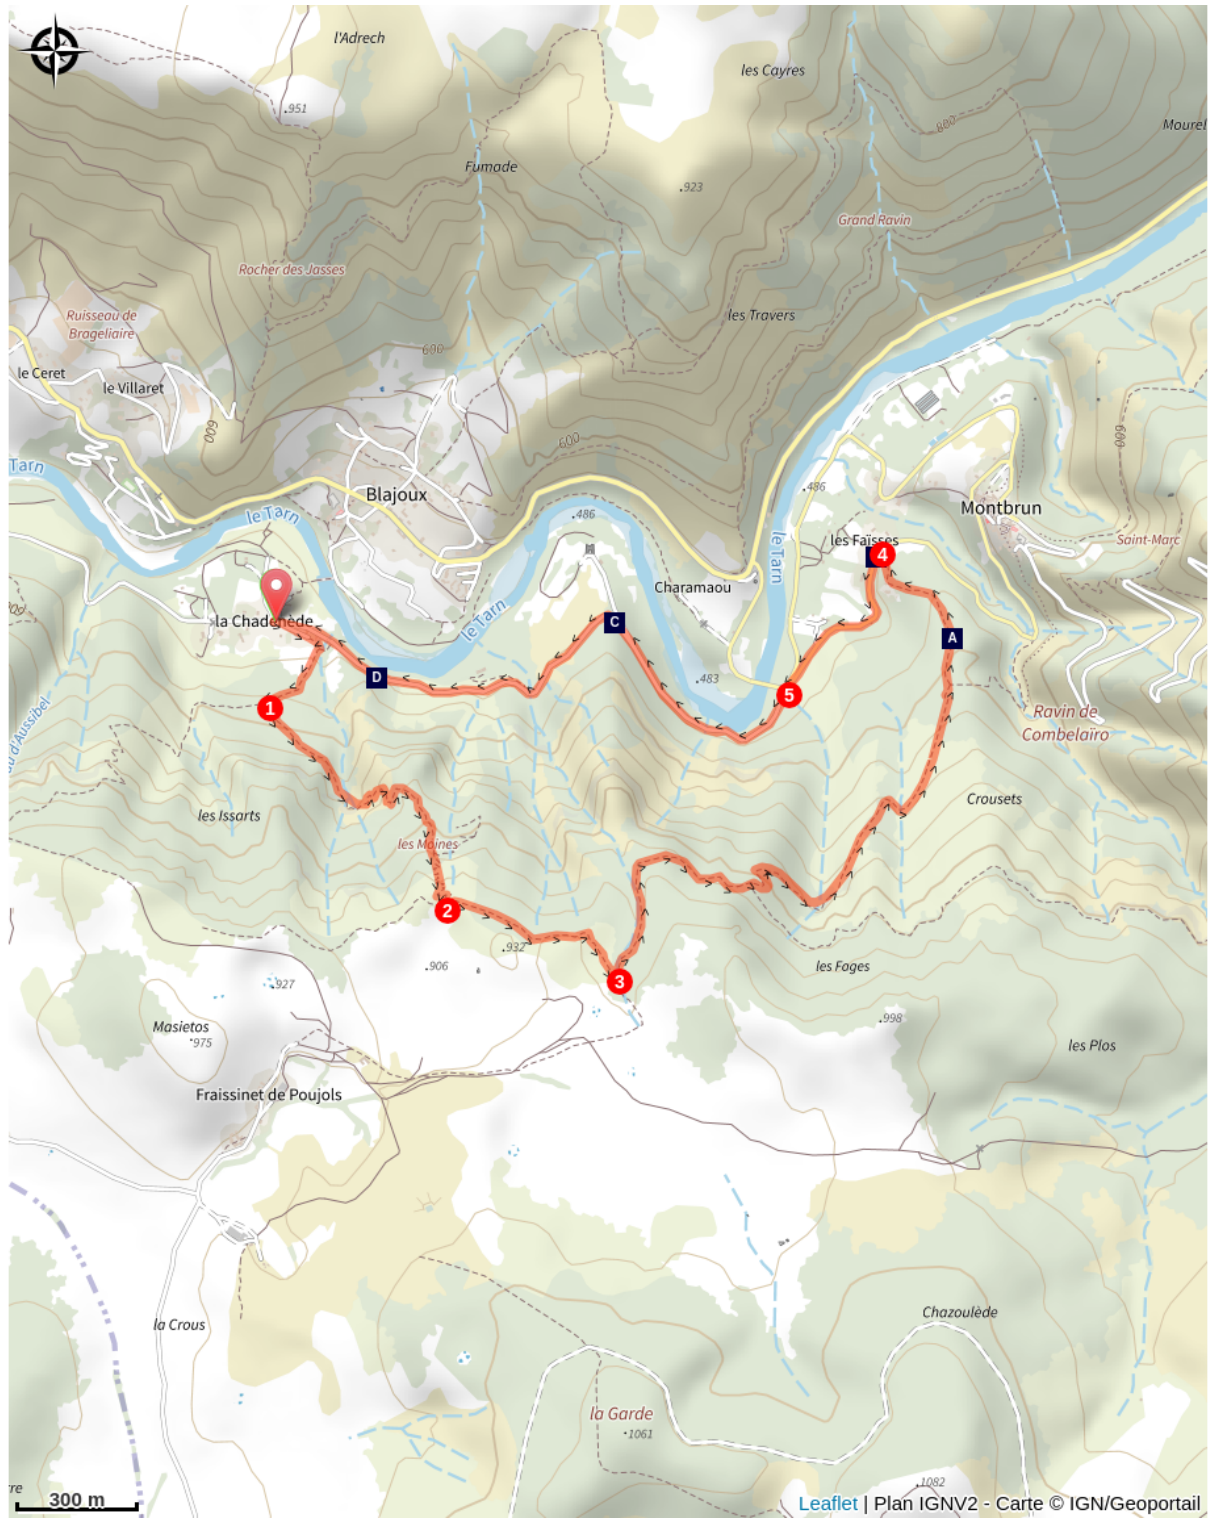 l'Adrech
les Cayres
.951
800
Mourel
Fumade
.923
Grand Ravin
Rocher des Jasses
Ruisseau de
Brageliaire
les Travers
600
le Ceret
le Villaret
600
600
600
Tarn
Blajoux
.486
Montbrun
le Tarn
.486
les Faïsses
4
Saint-Marc
le Tarn
Charamaou
la Chadenède
le Tarn
C
A
D
.483
5
1
Ravin de
Combelaïro
les Issarts
Crousets
les Moines
2
.932
.906
les Fages
3
.927
Masietos
.975
.998
les Plos
Fraissinet de Poujols
la Crous
Chazoulède
la Garde
.1061
.1082
300 m
Leaflet | Plan IGNV2 - Carte © IGN/Geoportail